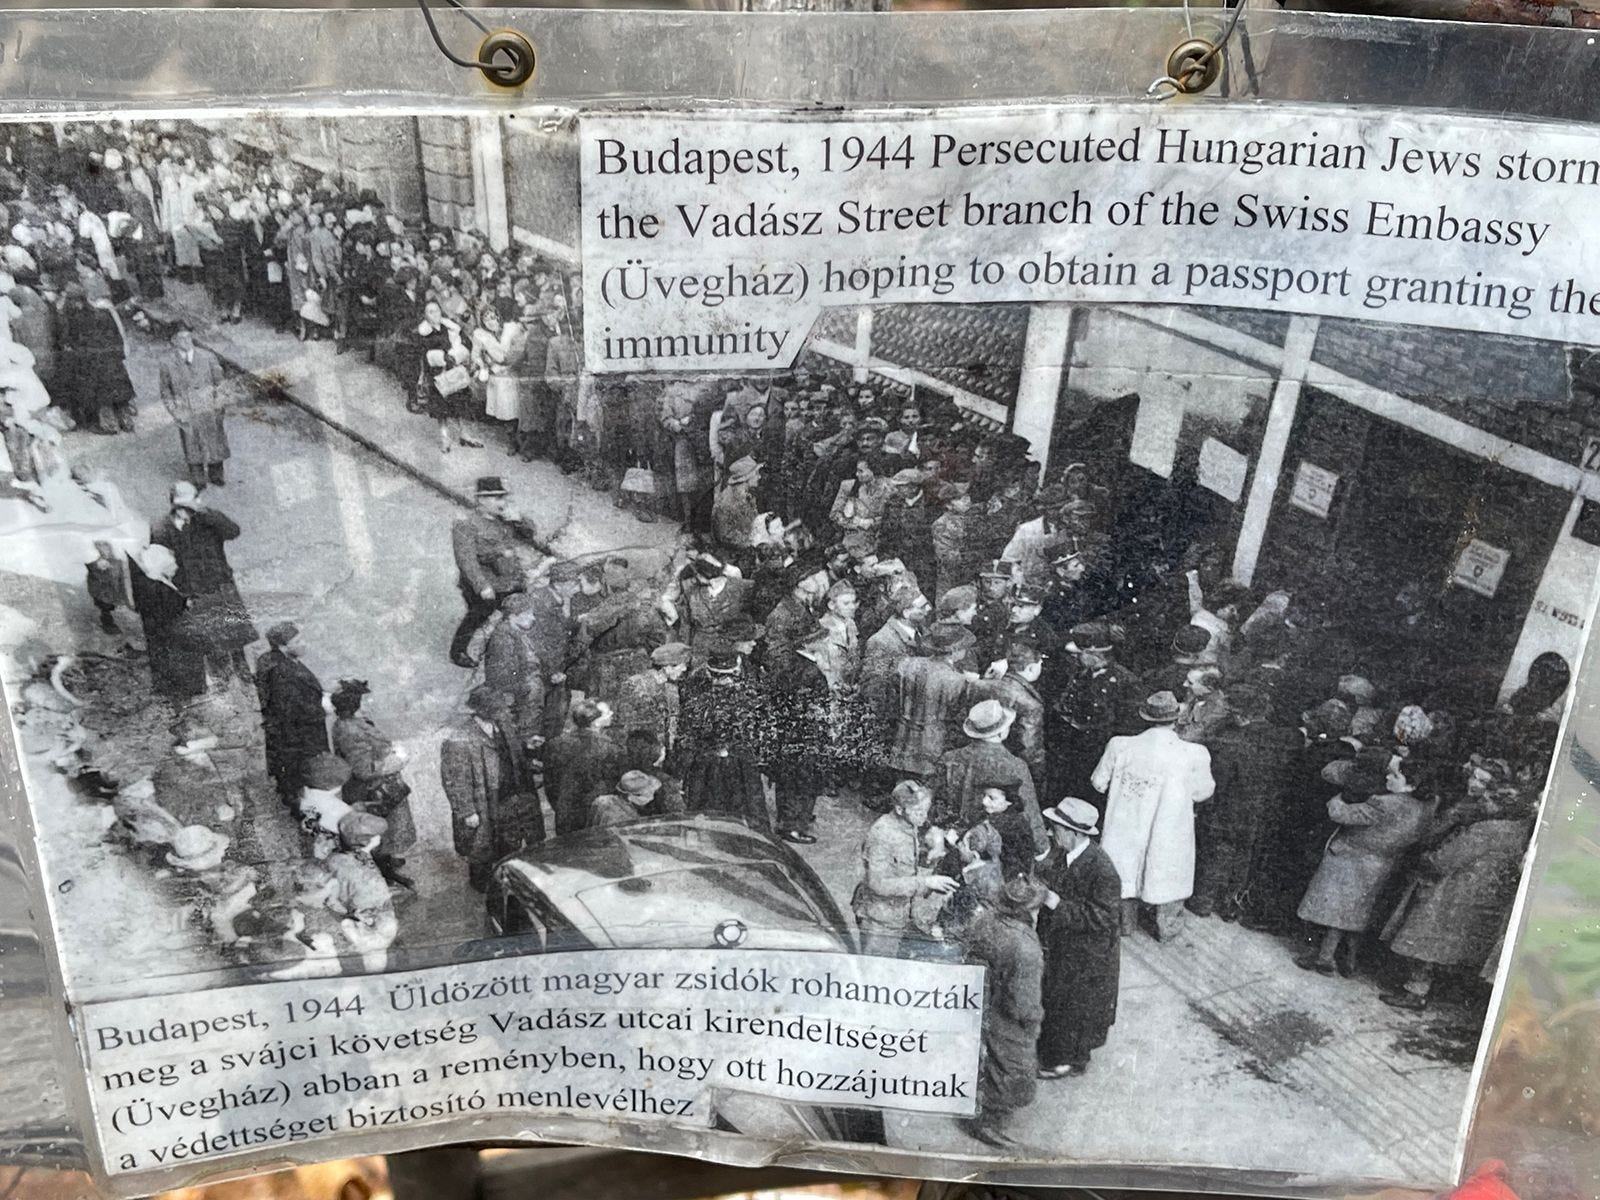 Budapest, 1944 Persecuted Hungarian Jews storm
the Vadász Street branch of the Swiss Embassy
(Üvegház) hoping to obtain a passport granting the
immunity
Budapest, 1944 Üldözött magyar zsidók rohamozták
meg a svájci követség Vadász utcai kirendeltségét
(Üvegház) abban a reményben, hogy ott hozzájutnak
a védettséget biztosító menlevélhez